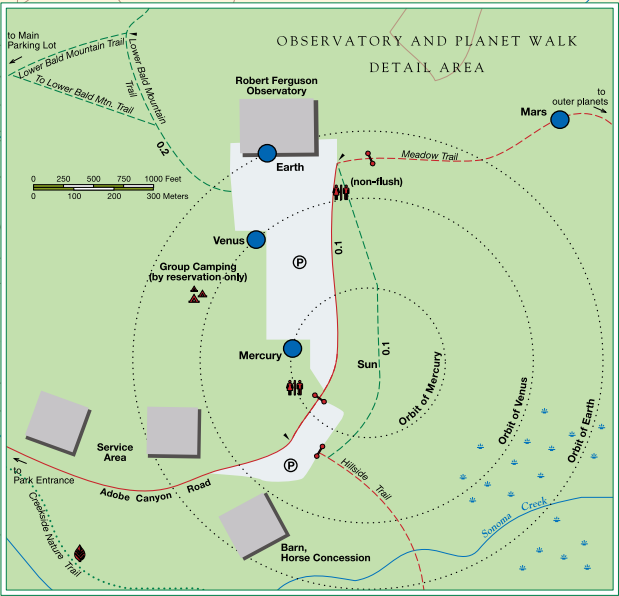 to Main
Parking Lot
Lower Bald Mountain Trail
To Lower Bald Mtn. Trail
Lower Bald Mountain
Trail
0.2
OBSERVATORY AND PLANET WALK
DETAIL AREA
Robert Ferguson
Observatory
to
outer planets
Mars
Earth
Meadow Trail
(non-flush)
0 250 500 750 1000 Feet
0 100 200 300 Meters
Venus
0.1
P
Group Camping
(by reservation only)
Mercury
Sun
0.1
Orbit of Mercury
Orbit of Venus
Orbit of Earth
Service
Area
to
Park Entrance
Adobe Canyon Road
P
Hillside Trail
Creekside Nature Trail
Sonoma Creek
Barn,
Horse Concession